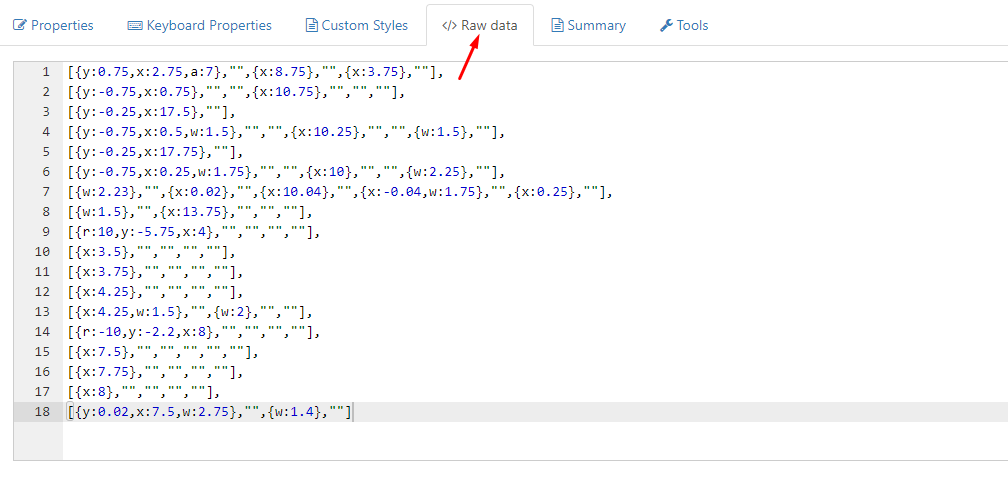 Properties Keyboard Properties Custom Styles </> Raw data Summary Tools
1 [{y:0.75,x:2.75,a:7},"",{x:8.75},"",{x:3.75},""],
2 [{y:-0.75,x:0.75},"","",{x:10.75},"","",""],
3 [{y:-0.25,x:17.5},""],
4 [{y:-0.75,x:0.5,w:1.5},"","",{x:10.25},"","",{w:1.5},""],
5 [{y:-0.25,x:17.75},""],
6 [{y:-0.75,x:0.25,w:1.75},"","",{x:10},"","",{w:2.25},""],
7 [{w:2.23},"",{x:0.02},"",{x:10.04},"",{x:-0.04,w:1.75},"",{x:0.25},""],
8 [{w:1.5},"",{x:13.75},"","",""],
9 [{r:10,y:-5.75,x:4},"","","",""],
10 [{x:3.5},"","","",""],
11 [{x:3.75},"","","",""],
12 [{x:4.25},"","","",""],
13 [{x:4.25,w:1.5},"",{w:2},"",""],
14 [{r:-10,y:-2.2,x:8},"","","",""],
15 [{x:7.5},"","","","",""],
16 [{x:7.75},"","","",""],
17 [{x:8},"","","",""],
18 [{y:0.02,x:7.5,w:2.75},"",{w:1.4},""]